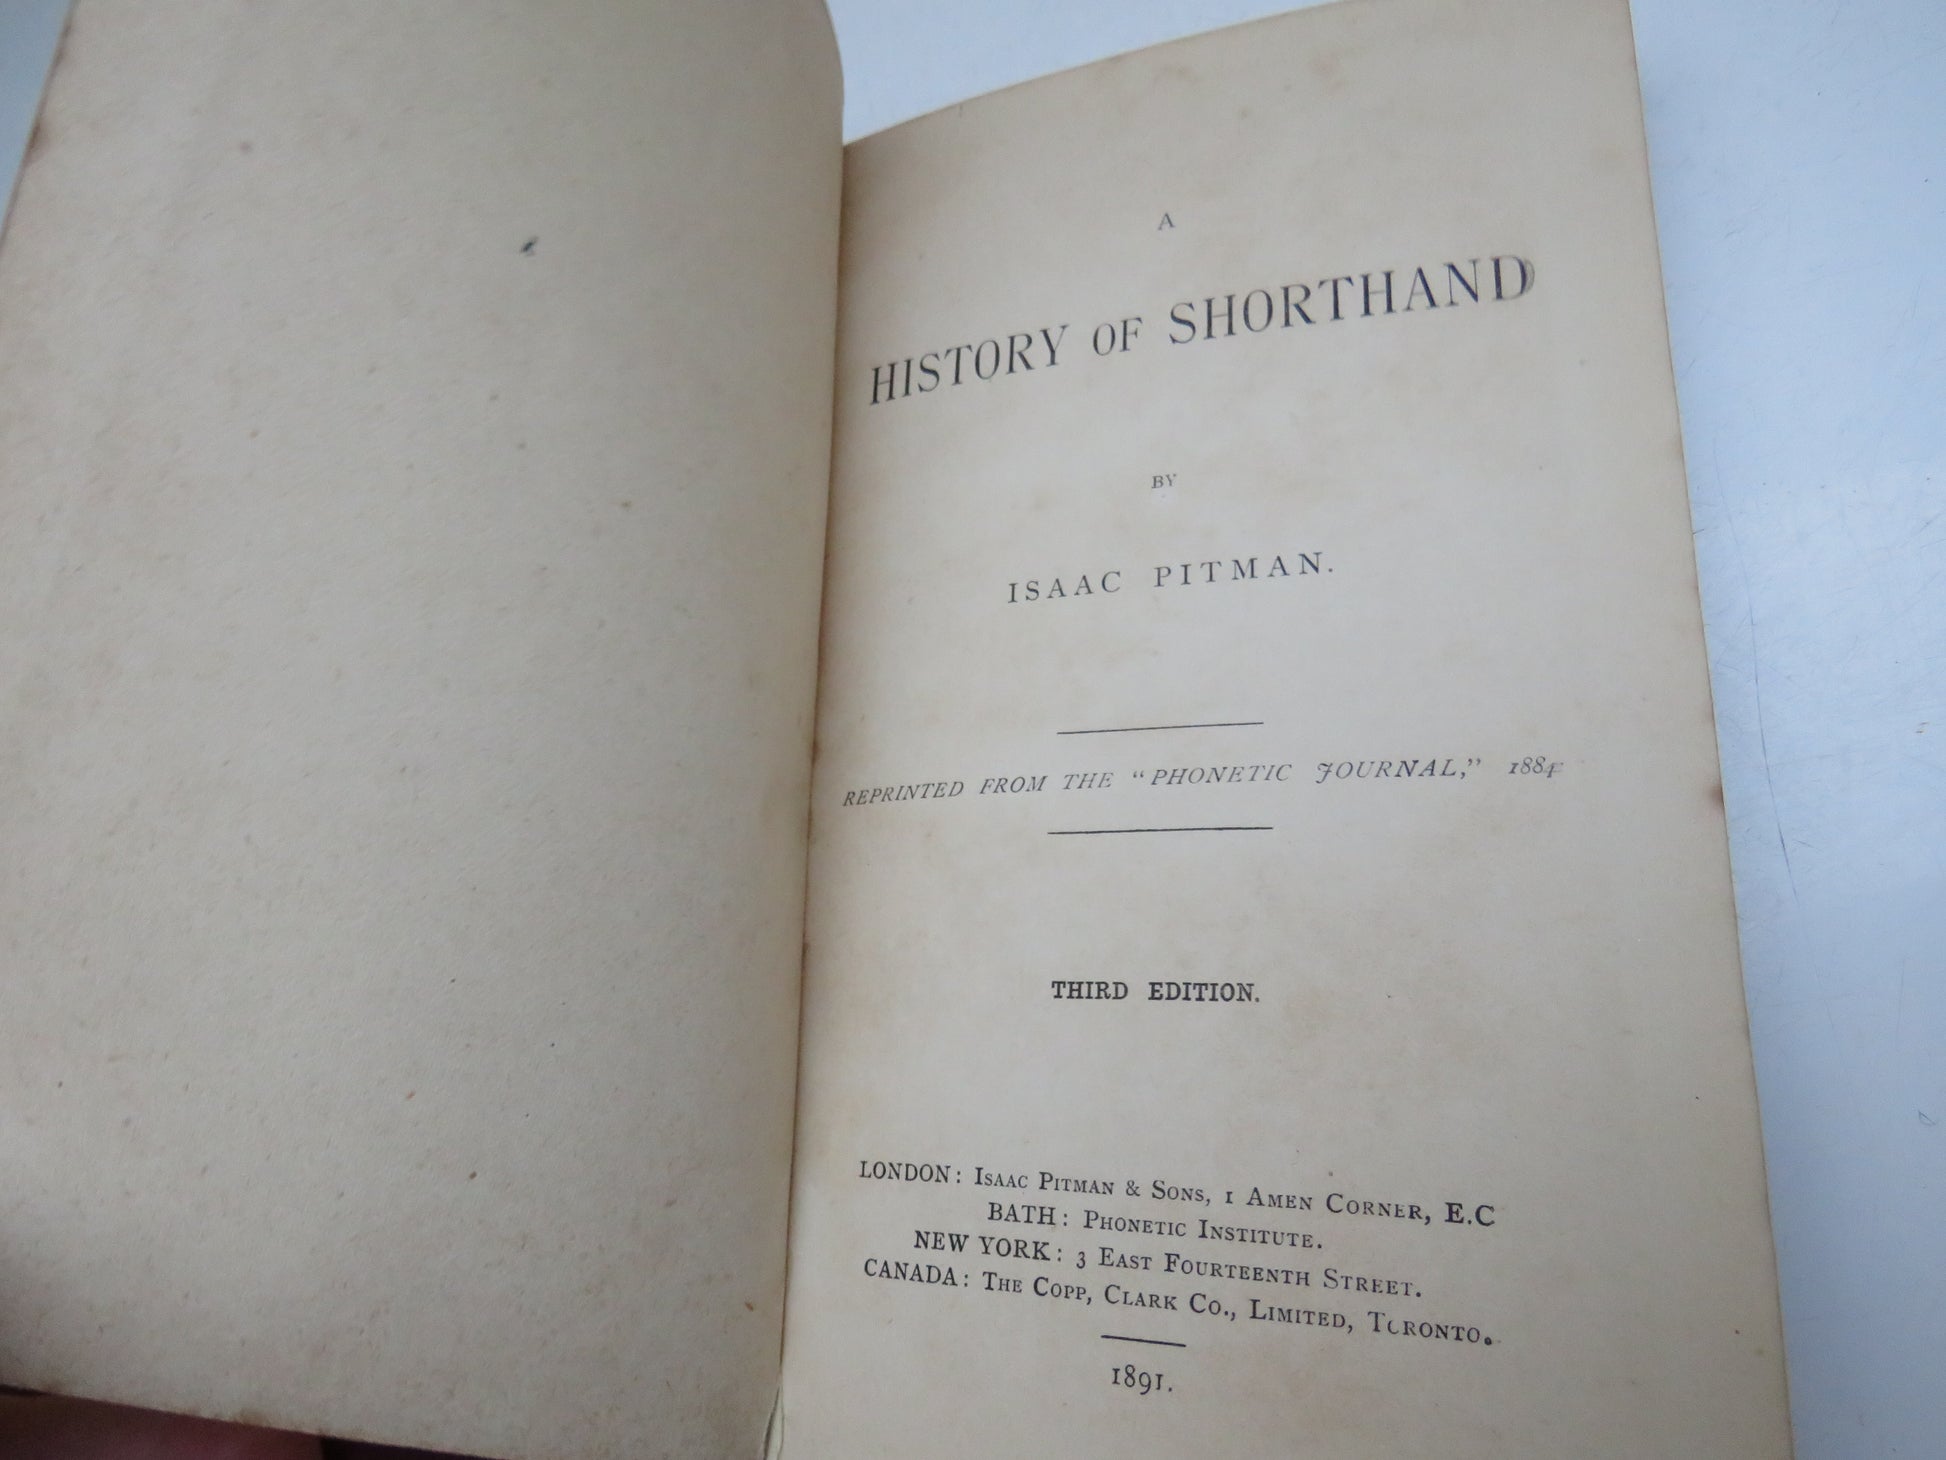 A
HISTORY OF SHORTHAND
BY
ISAAC PITMAN.
REPRINTED FROM THE "PHONETIC JOURNAL," 1884
THIRD EDITION.
LONDON: ISAAC PITMAN & SONS, 1 AMEN CORNER, E.C
BATH: PHONETIC INSTITUTE.
NEW YORK: 3 EAST FOURTEENTH STREET.
CANADA: THE COPP, CLARK CO., LIMITED, TORONTO.
1891.